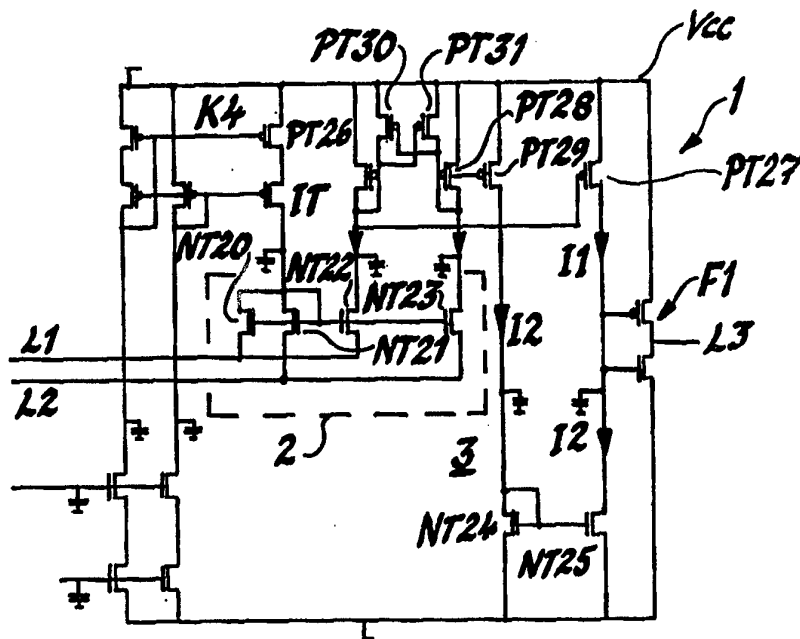 PT30 PT31 Vcc
1
K4 PT26 PT28
PT29
PT27
IT
NT20 NT22 NT23 I1
F1
L1 NT21 I2 L3
L2
2 3 I2
NT24 NT25